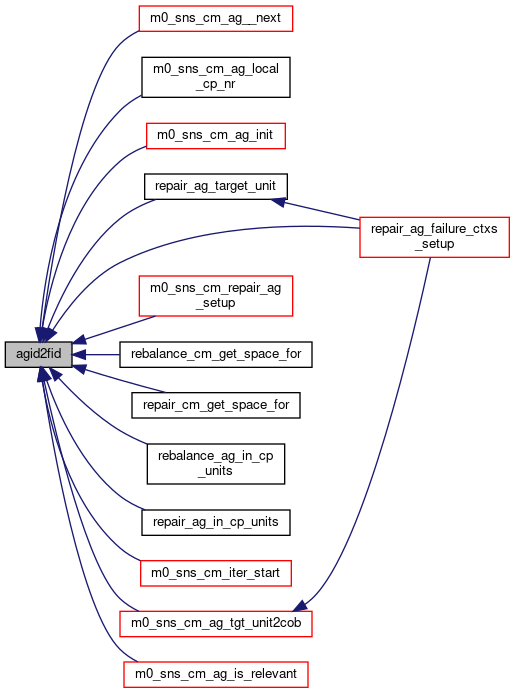 m0_sns_cm_ag__next
m0_sns_cm_ag_local
_cp_nr
m0_sns_cm_ag_init
repair_ag_target_unit
repair_ag_failure_ctxs
_setup
m0_sns_cm_repair_ag
_setup
agid2fid
rebalance_cm_get_space_for
repair_cm_get_space_for
rebalance_ag_in_cp
_units
repair_ag_in_cp_units
m0_sns_cm_iter_start
m0_sns_cm_ag_tgt_unit2cob
m0_sns_cm_ag_is_relevant